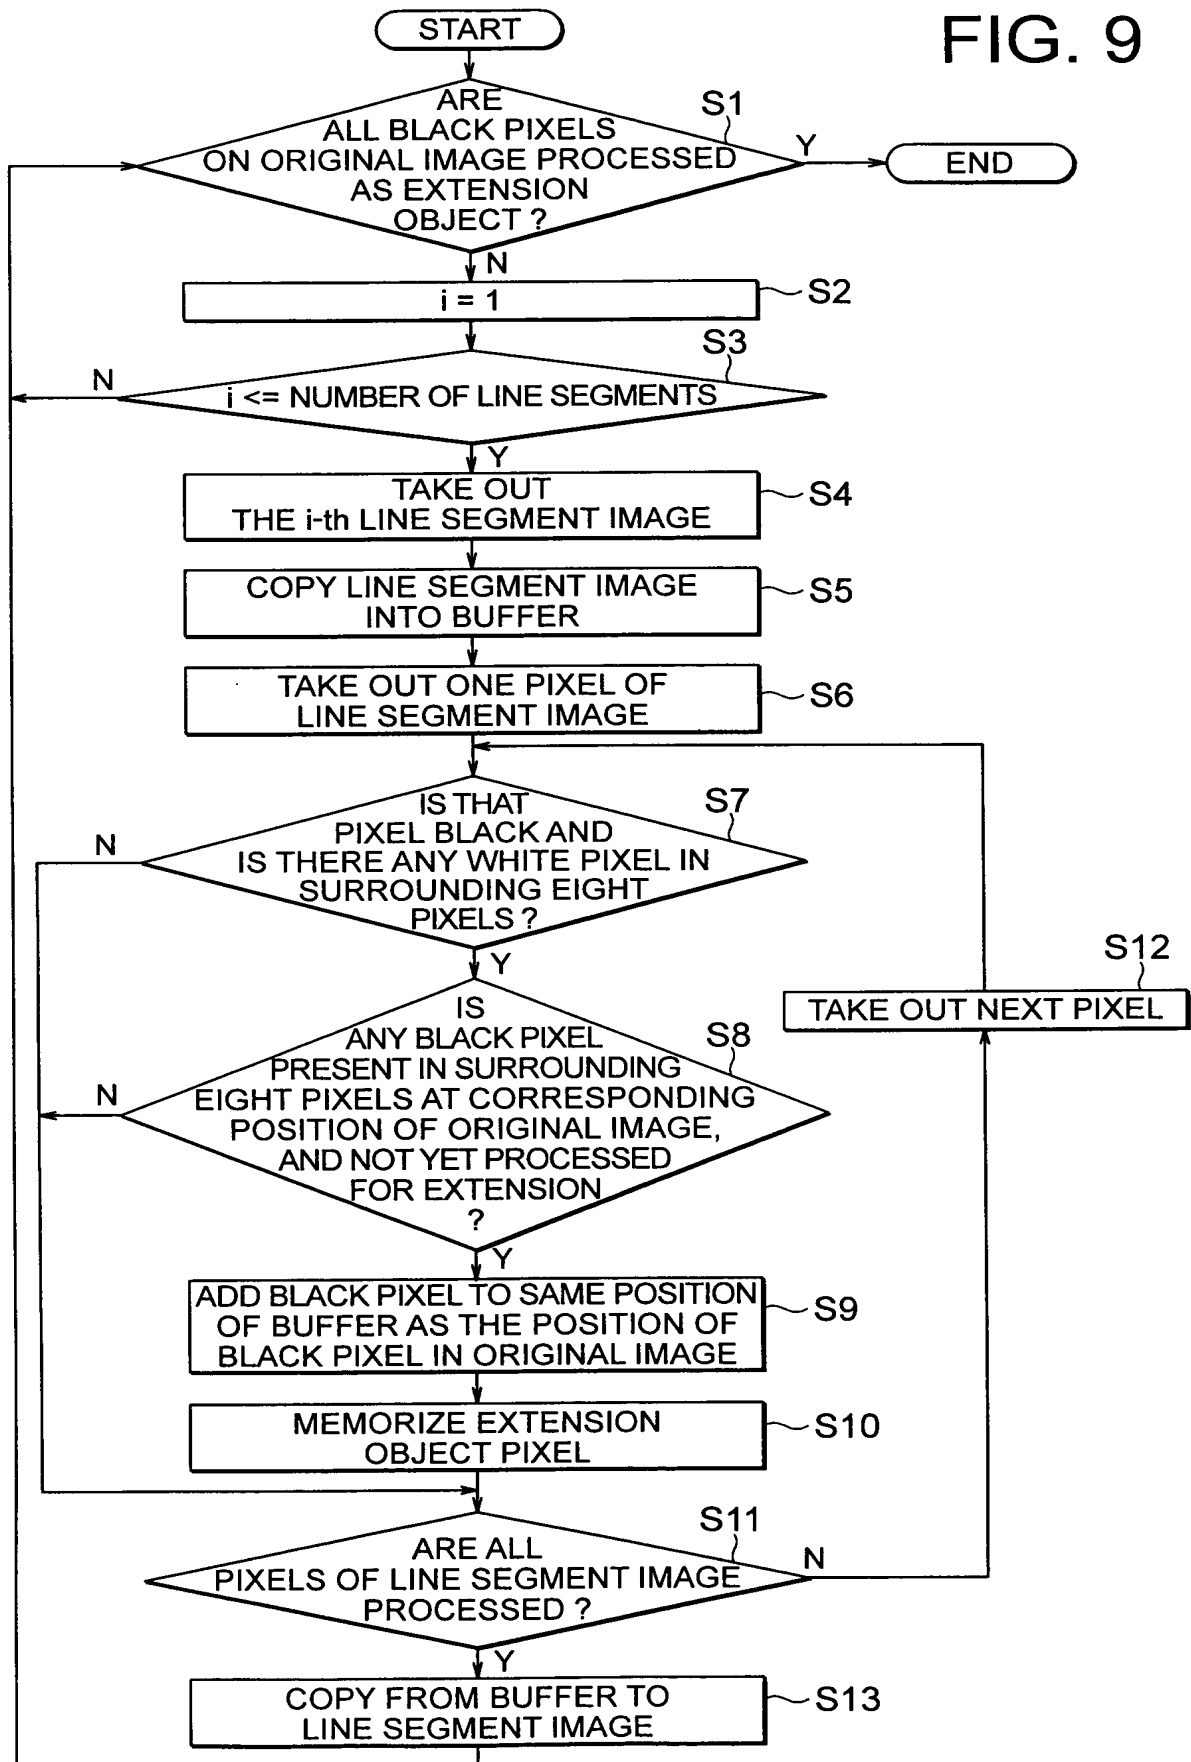 FIG. 9
START
ARE
ALL BLACK PIXELS
ON ORIGINAL IMAGE PROCESSED
AS EXTENSION
OBJECT ?
S1
Y
END
N
i = 1
S2
S3
N
i <= NUMBER OF LINE SEGMENTS
Y
TAKE OUT
THE i-th LINE SEGMENT IMAGE
S4
COPY LINE SEGMENT IMAGE
INTO BUFFER
S5
TAKE OUT ONE PIXEL OF
LINE SEGMENT IMAGE
S6
IS THAT
PIXEL BLACK AND
IS THERE ANY WHITE PIXEL IN
SURROUNDING EIGHT
PIXELS ?
S7
N
Y
S12
TAKE OUT NEXT PIXEL
IS
ANY BLACK PIXEL
PRESENT IN SURROUNDING
EIGHT PIXELS AT CORRESPONDING
POSITION OF ORIGINAL IMAGE,
AND NOT YET PROCESSED
FOR EXTENSION
?
S8
N
Y
ADD BLACK PIXEL TO SAME POSITION
OF BUFFER AS THE POSITION OF
BLACK PIXEL IN ORIGINAL IMAGE
S9
MEMORIZE EXTENSION
OBJECT PIXEL
S10
S11
ARE ALL
PIXELS OF LINE SEGMENT IMAGE
PROCESSED ?
N
Y
COPY FROM BUFFER TO
LINE SEGMENT IMAGE
S13